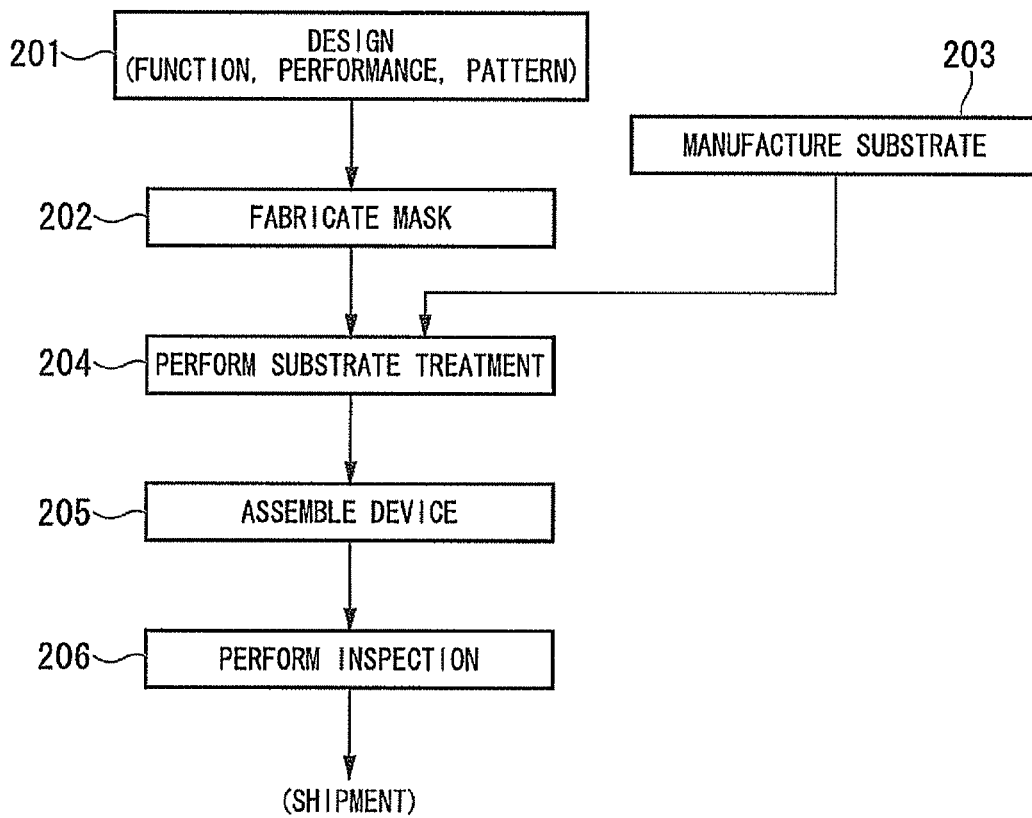 201
DESIGN
(FUNCTION, PERFORMANCE, PATTERN)
203
MANUFACTURE SUBSTRATE
202
FABRICATE MASK
204
PERFORM SUBSTRATE TREATMENT
205
ASSEMBLE DEVICE
206
PERFORM INSPECTION
(SHIPMENT)